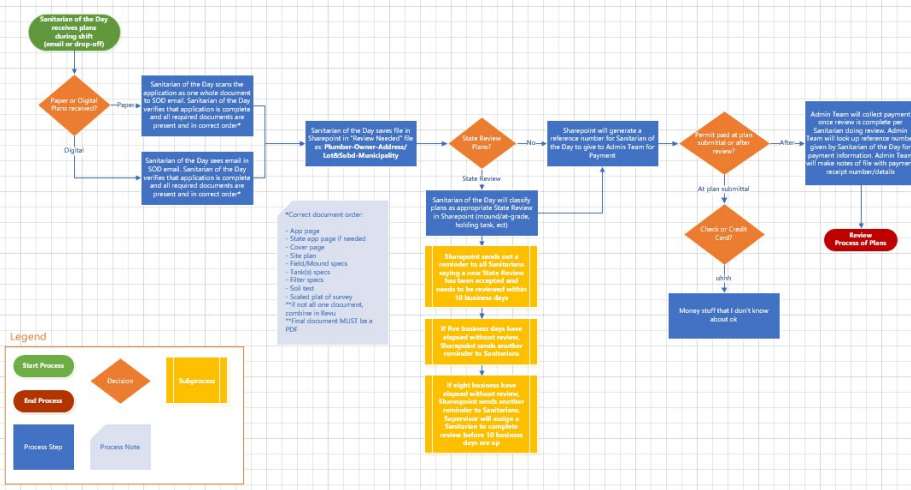 Sanitarian of the Day
receives plans
during shift
(email or drop-off)
Paper or Digital
Plans received?
Paper
Digital
Sanitarian of the Day scans the
application as one whole document
to SOD email. Sanitarian of the Day
verifies that application is complete
and all required documents are
present and in correct order*
Sanitarian of the Day sees email in
SOD email. Sanitarian of the Day
verifies that application is complete
and all required documents are
present and in correct order*
Sanitarian of the Day saves file in
Sharepoint in "Review Needed" file
as: Plumber-Owner-Address/
Lot&Subd-Municipality
*Correct document order:
- App page
- State app page if needed
- Cover page
- Site plan
- Field/Mound specs
- Tank(s) specs
- Filter specs
- Soil test
- Scaled plat of survey
**if not all one document,
combine in Revu
**Final document MUST be a
PDF
State Review
Plans?
No
State Review
Sanitarian of the Day will classify
plans as appropriate State Review
in Sharepoint (mound/at-grade,
holding tank, ect)
Sharepoint sends out a
reminder to all Sanitarians
saying a new State Review
has been accepted and
needs to be reviewed within
10 business days
If five business days have
elapsed without review,
Sharepoint sends another
reminder to Sanitarians
If eight business have
elapsed without review,
Sharepoint sends another
reminder to Sanitarians.
Supervisor will assign a
Sanitarian to complete
review before 10 business
days are up
Sharepoint will generate a
reference number for Sanitarian of
the Day to give to Admin Team for
Payment
Permit paid at plan
submittal or after
review?
After
At plan submittal
Check or Credit
Card?
uhhh
Money stuff that I don't know
about ok
Admin Team will collect payment
once review is complete per
Sanitarian doing review. Admin
Team will look up reference number
given by Sanitarian of the Day for
payment information. Admin Team
will make notes of file with payment
receipt number/details
Review
Process of Plans
Legend
Start Process
End Process
Decision
Subprocess
Process Step
Process Note